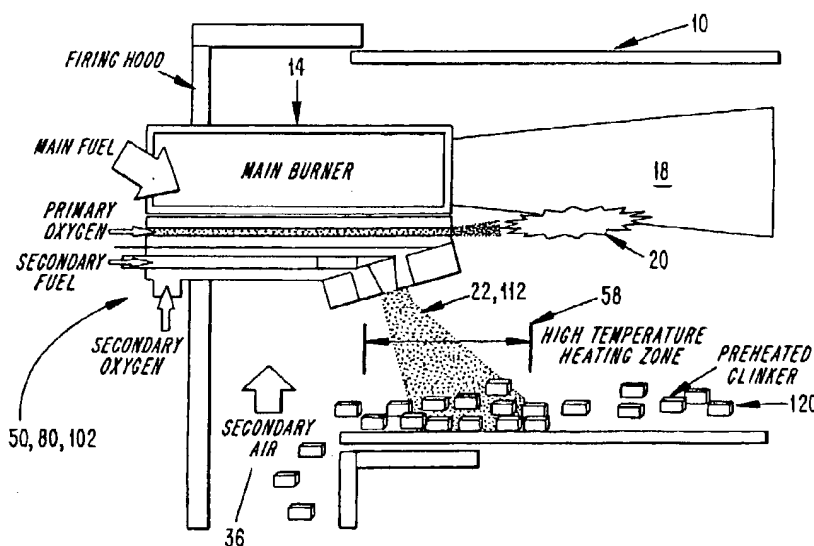 10
FIRING HOOD
14
MAIN FUEL
MAIN BURNER
18
PRIMARY
OXYGEN
SECONDARY
FUEL
20
22,112
58
SECONDARY
OXYGEN
HIGH TEMPERATURE
HEATING ZONE
PREHEATED
CLINKER
120
50, 80, 102
SECONDARY
AIR
36